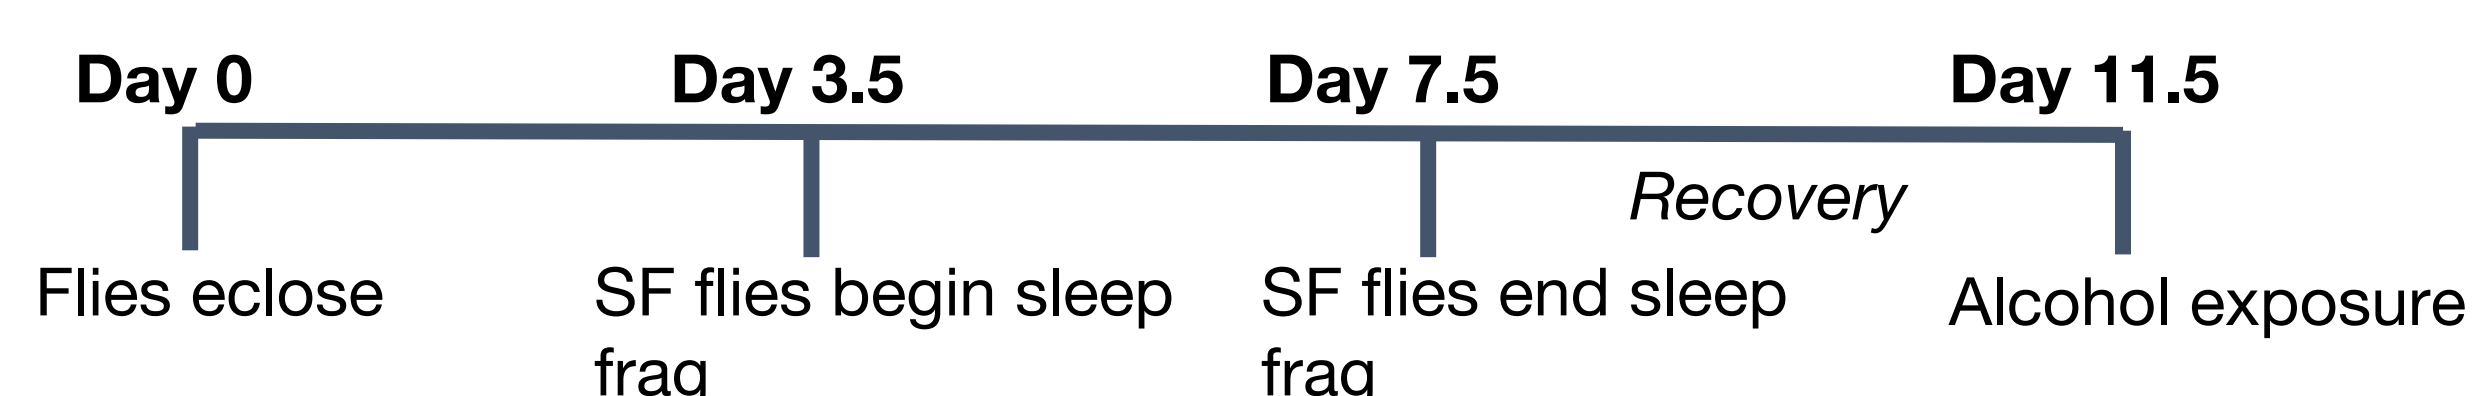 Day 0 Day 3.5 Day 7.5 Day 11.5
Recovery
Flies eclose SF flies begin sleep SF flies end sleep Alcohol exposure
frag frag